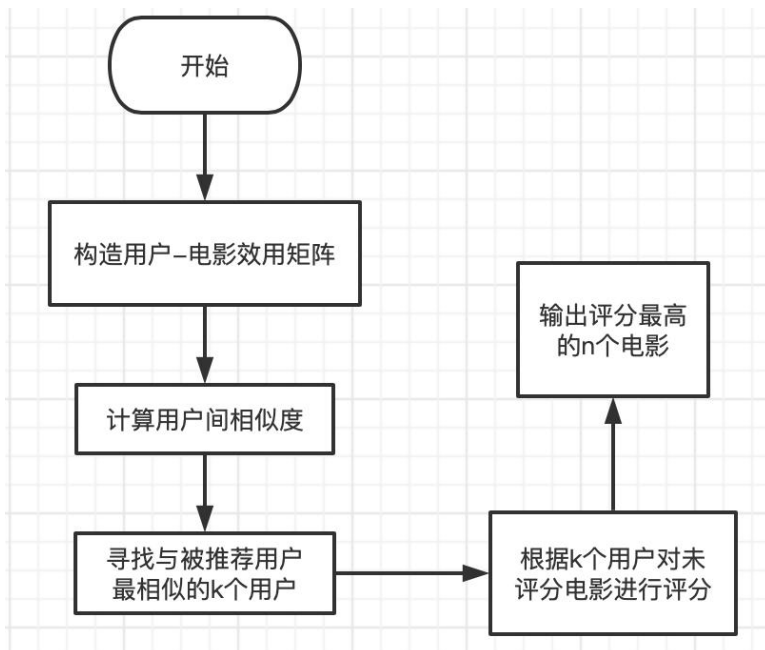 开始
构造用户-电影效用矩阵
计算用户间相似度
寻找与被推荐用户
最相似的k个用户
根据k个用户对未
评分电影进行评分
输出评分最高
的n个电影